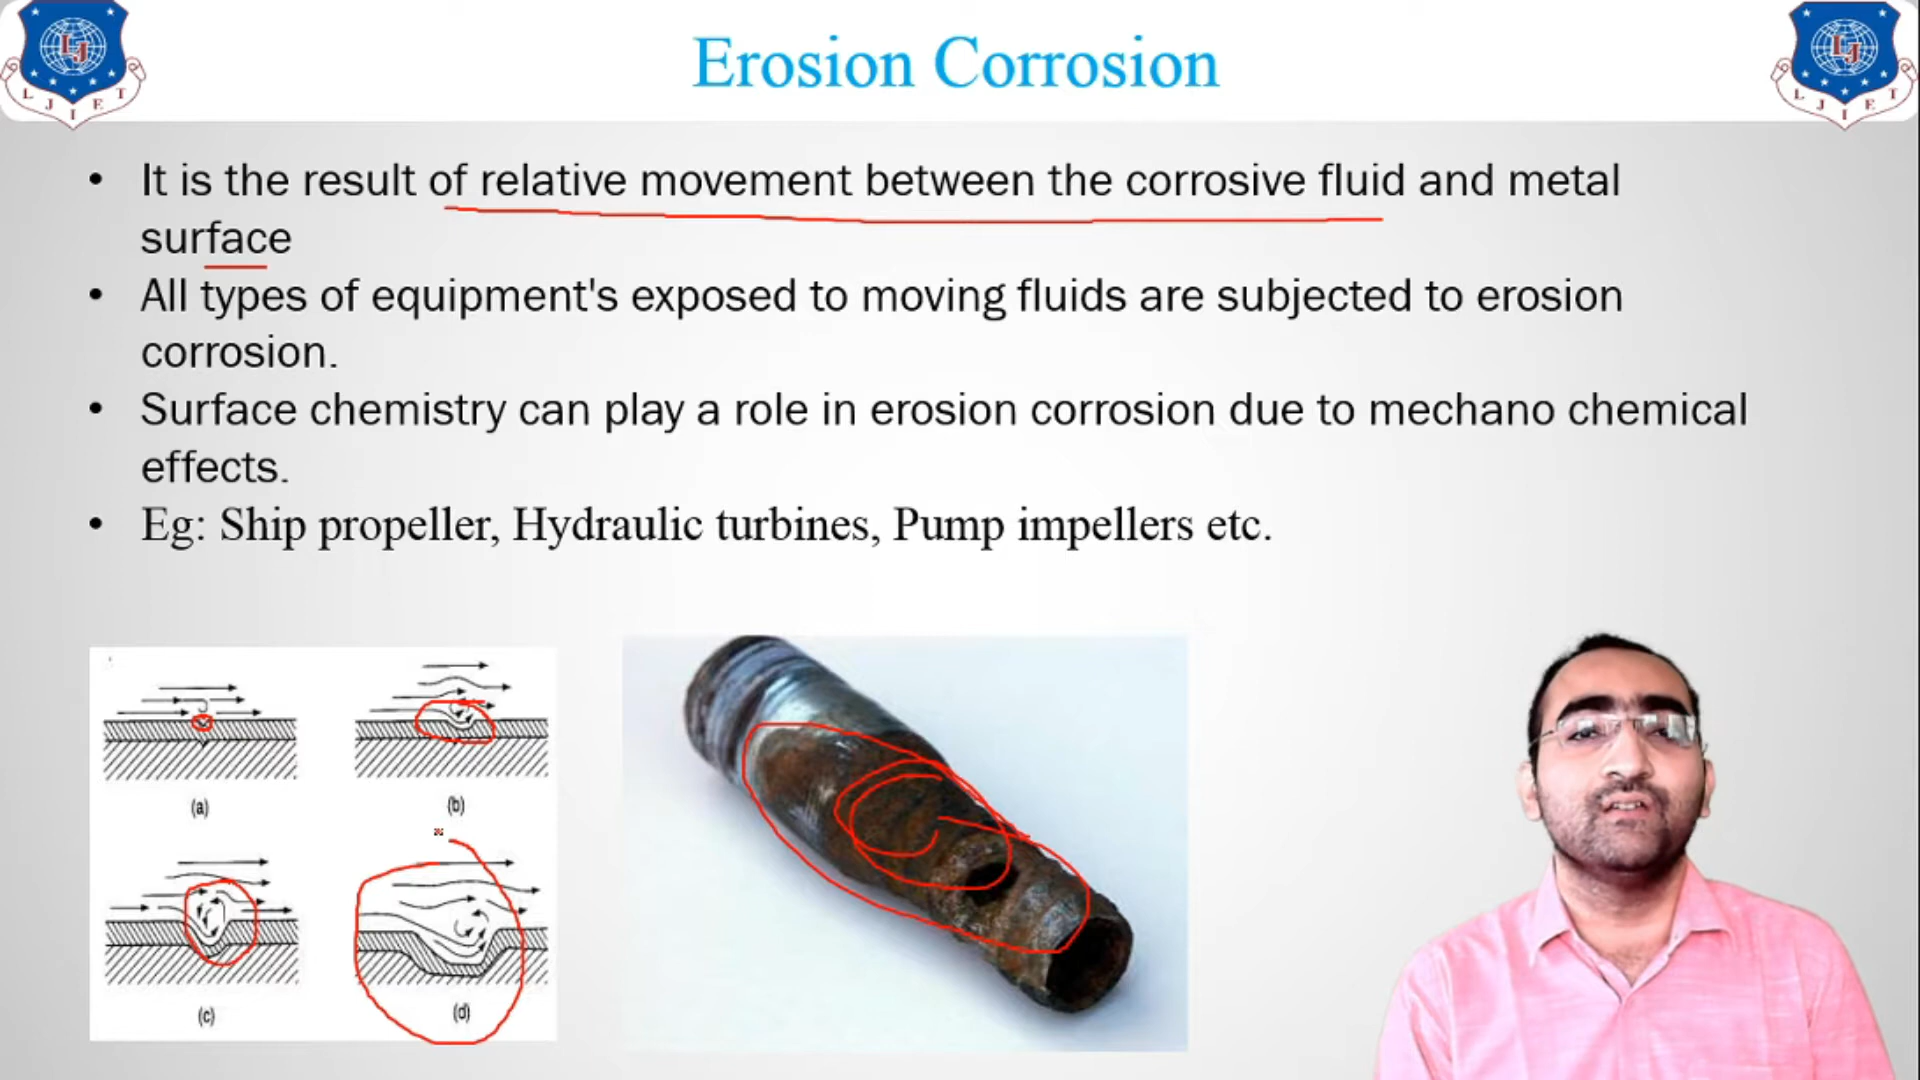 Erosion Corrosion
LJ
L J I E T
LJ
L J I E T
• It is the result of relative movement between the corrosive fluid and metal
surface
• All types of equipment's exposed to moving fluids are subjected to erosion
corrosion.
• Surface chemistry can play a role in erosion corrosion due to mechano chemical
effects.
• Eg: Ship propeller, Hydraulic turbines, Pump impellers etc.
(a)
(b)
(c)
(d)